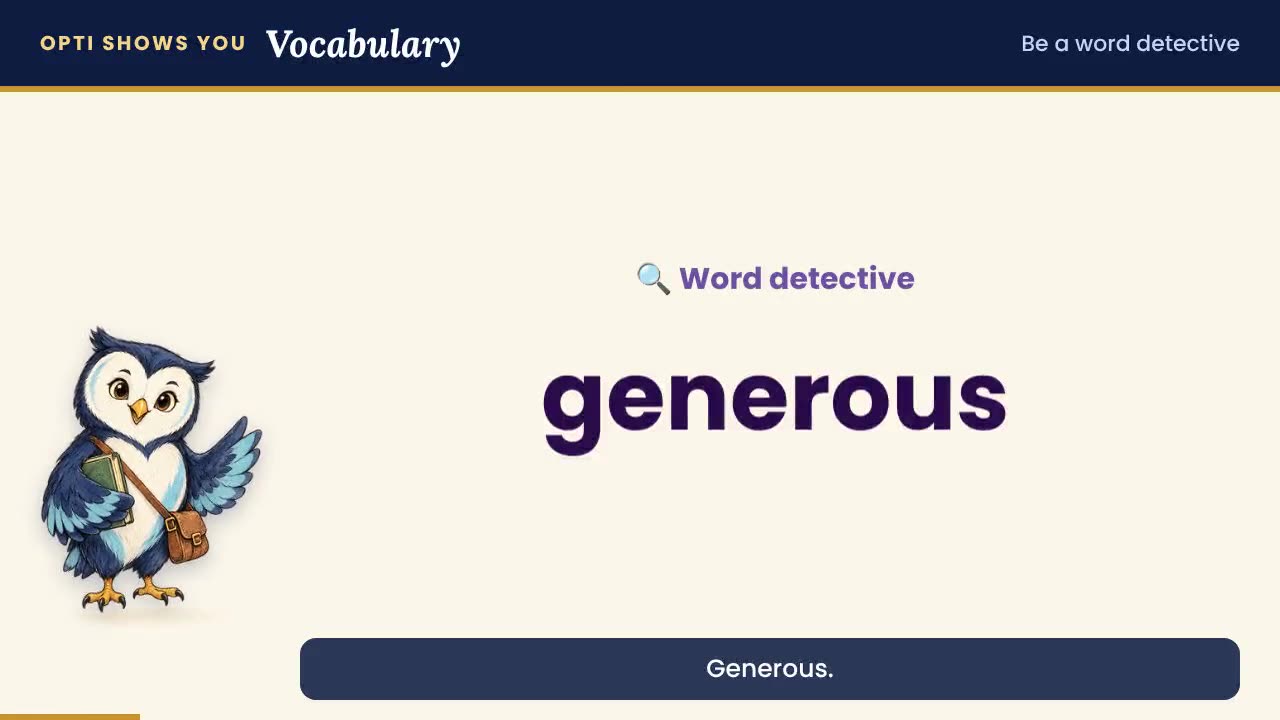 OPTI SHOWS YOU Vocabulary
Be a word detective
Word detective
generous
Generous.